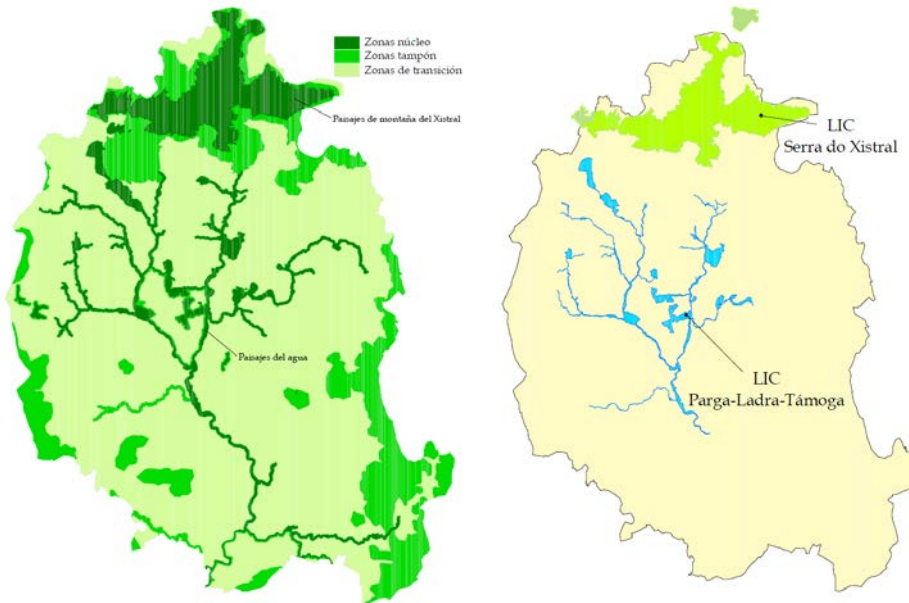 Zonas núcleo
Zonas tampón
Zonas de transición
Paisajes de montaña del Xistral
Paisajes del agua
LIC
Serra do Xistral
LIC
Parga-Ladra-Támoga